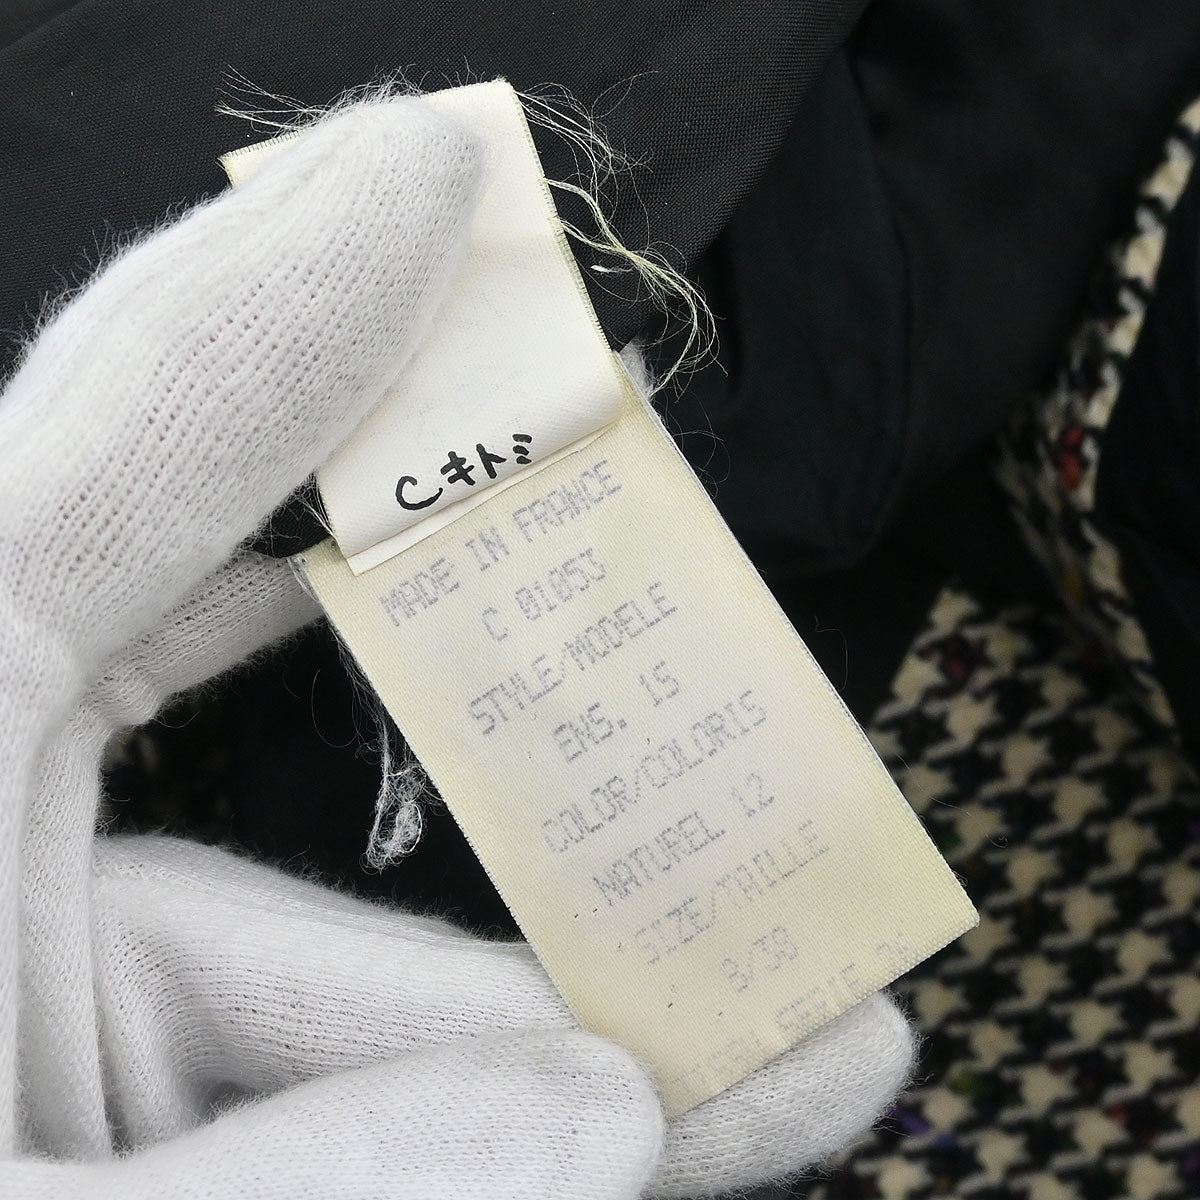 Cキトミ
MADE IN FRANCE
C 01053
STYLE/MODELE
ENS. 15
COLOR/COLORIS
NATUREL 12
SIZE/TAILLE
8/38
SERIE